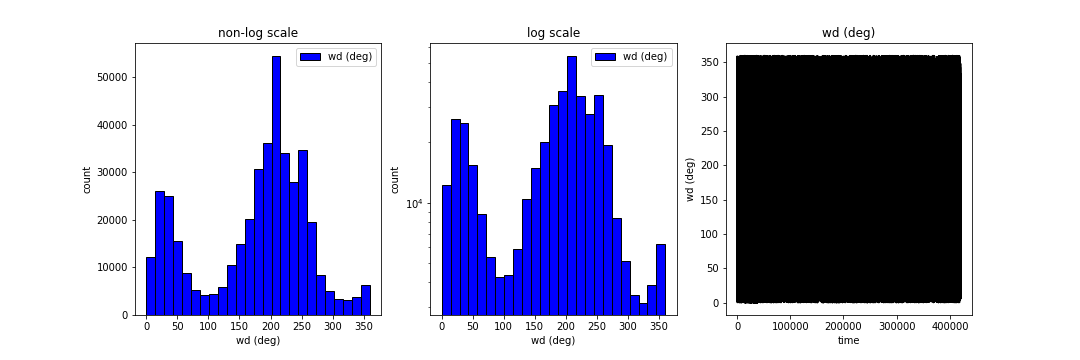 non-log scale
wd (deg)
count
50000
40000
30000
20000
10000
0
0 50 100 150 200 250 300 350
wd (deg)
log scale
wd (deg)
count
10⁴
0 50 100 150 200 250 300 350
wd (deg)
wd (deg)
wd (deg)
350
300
250
200
150
100
50
0
0 100000 200000 300000 400000
time